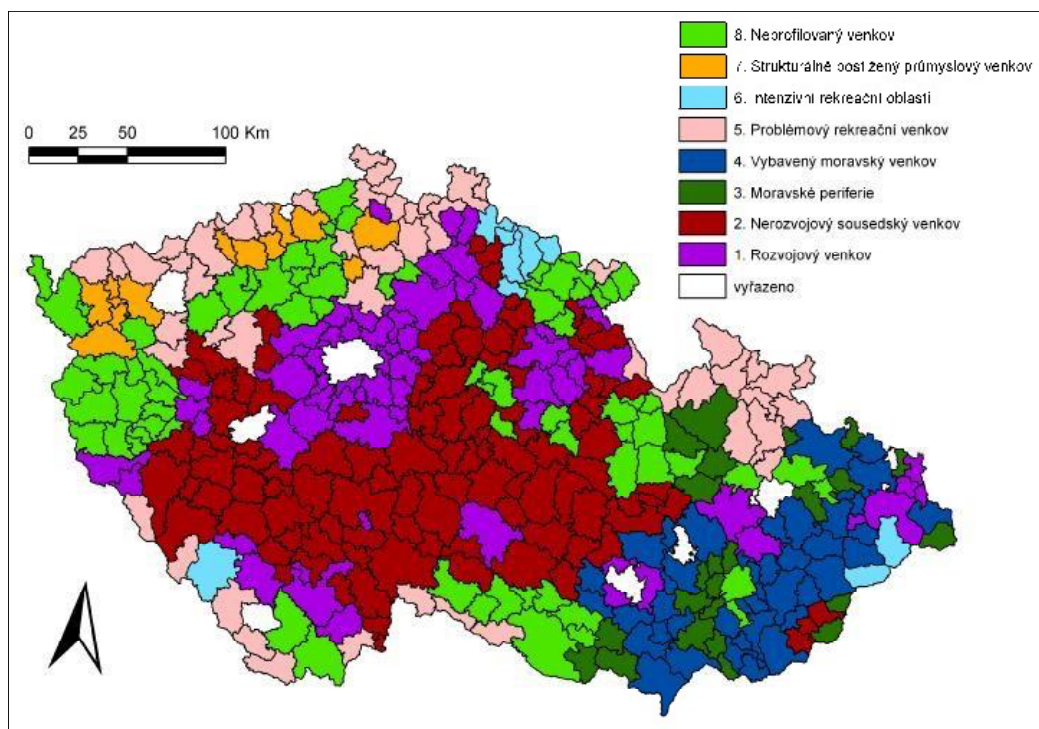 8. Neprofilovaný venkov
7. Strukturálně postižený průmyslový venkov
6. Intenzivní rekreační oblasti
5. Problémový rekreační venkov
4. Vybavený moravský venkov
3. Moravské periferie
2. Nerozvojový sousedský venkov
1. Rozvojový venkov
vyřazeno
0 25 50 100 Km